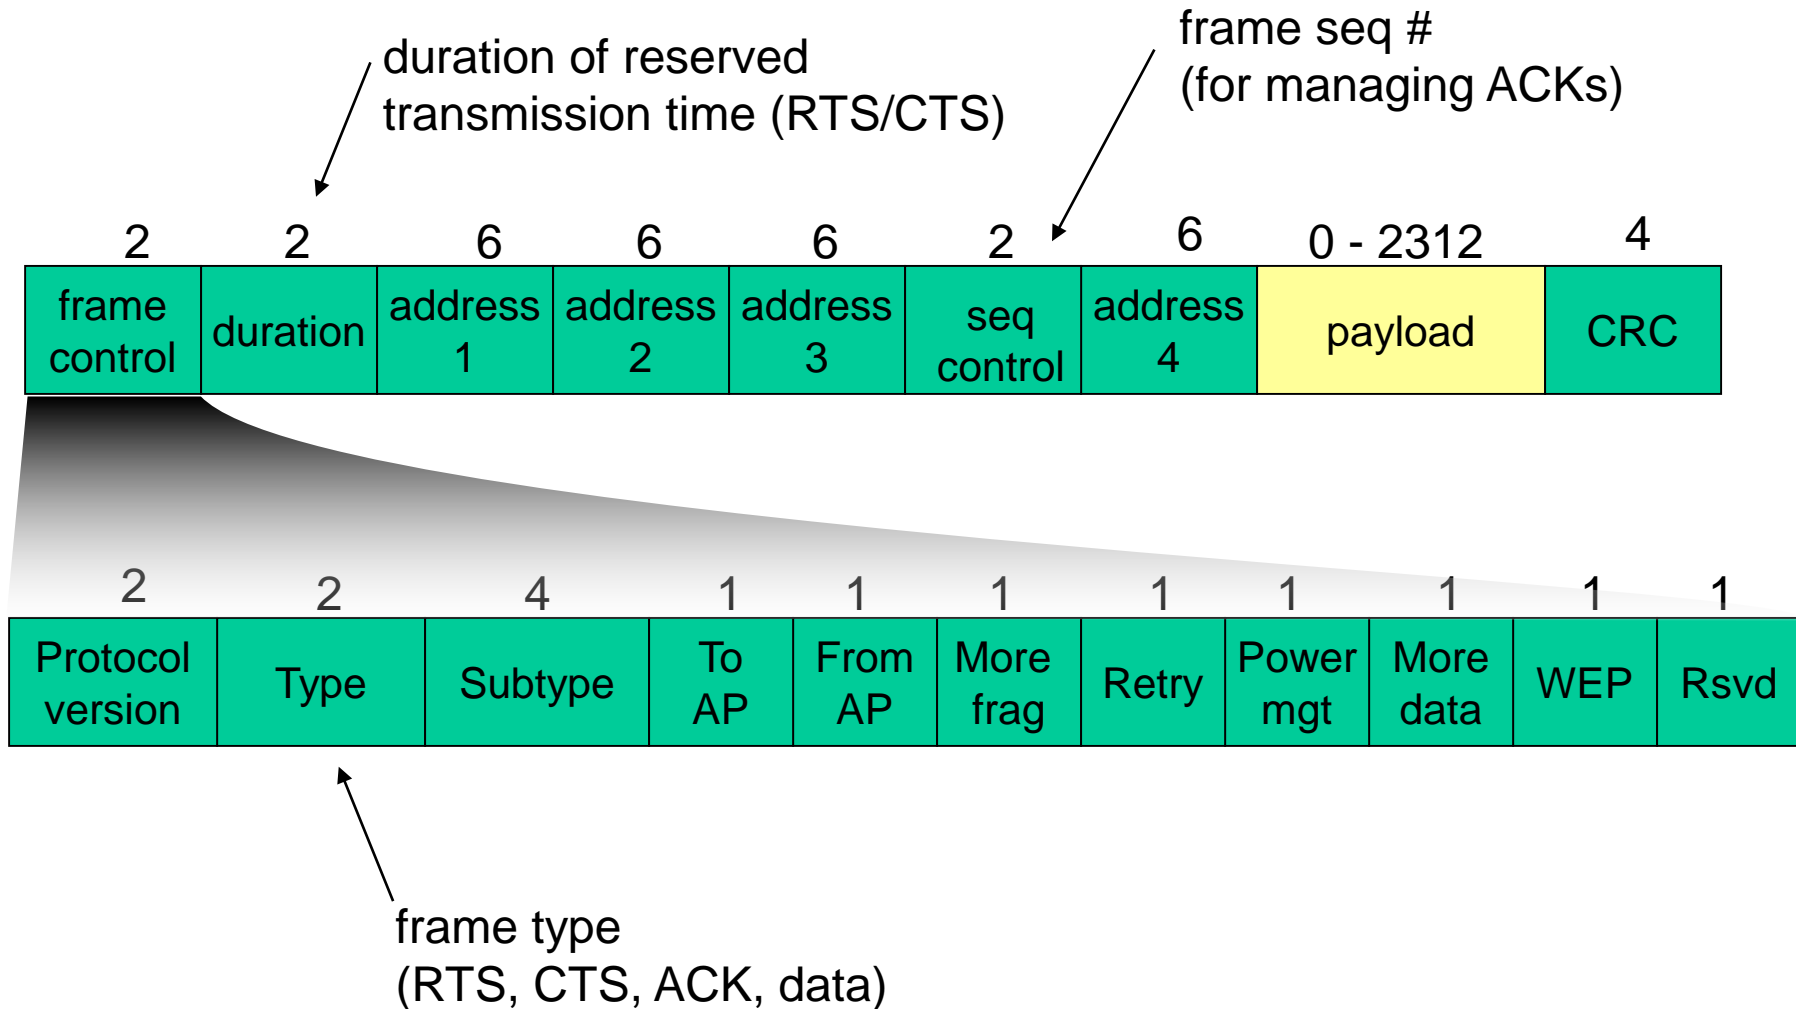 duration of reserved
transmission time (RTS/CTS)
frame seq #
(for managing ACKs)
2 2 6 6 6 2 6 0 - 2312 4
frame
control
duration
address
1
address
2
address
3
seq
control
address
4
payload
CRC
2 2 4 1 1 1 1 1 1 1 1
Protocol
version
Type
Subtype
To
AP
From
AP
More
frag
Retry
Power
mgt
More
data
WEP
Rsvd
frame type
(RTS, CTS, ACK, data)